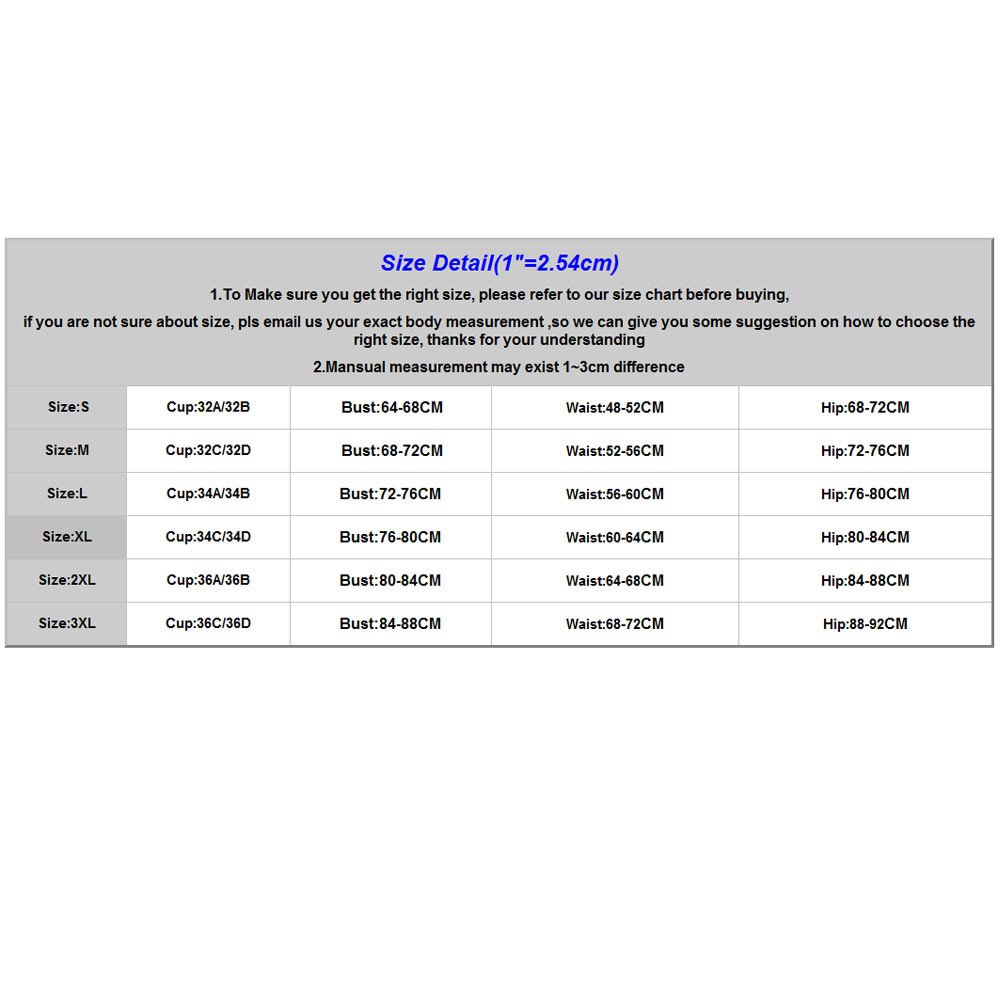 Size Detail(1"=2.54cm)
1.To Make sure you get the right size, please refer to our size chart before buying,
if you are not sure about size, pls email us your exact body measurement ,so we can give you some suggestion on how to choose the
right size, thanks for your understanding
2.Mansual measurement may exist 1~3cm difference
Size:S Cup:32A/32B Bust:64-68CM Waist:48-52CM Hip:68-72CM
Size:M Cup:32C/32D Bust:68-72CM Waist:52-56CM Hip:72-76CM
Size:L Cup:34A/34B Bust:72-76CM Waist:56-60CM Hip:76-80CM
Size:XL Cup:34C/34D Bust:76-80CM Waist:60-64CM Hip:80-84CM
Size:2XL Cup:36A/36B Bust:80-84CM Waist:64-68CM Hip:84-88CM
Size:3XL Cup:36C/36D Bust:84-88CM Waist:68-72CM Hip:88-92CM